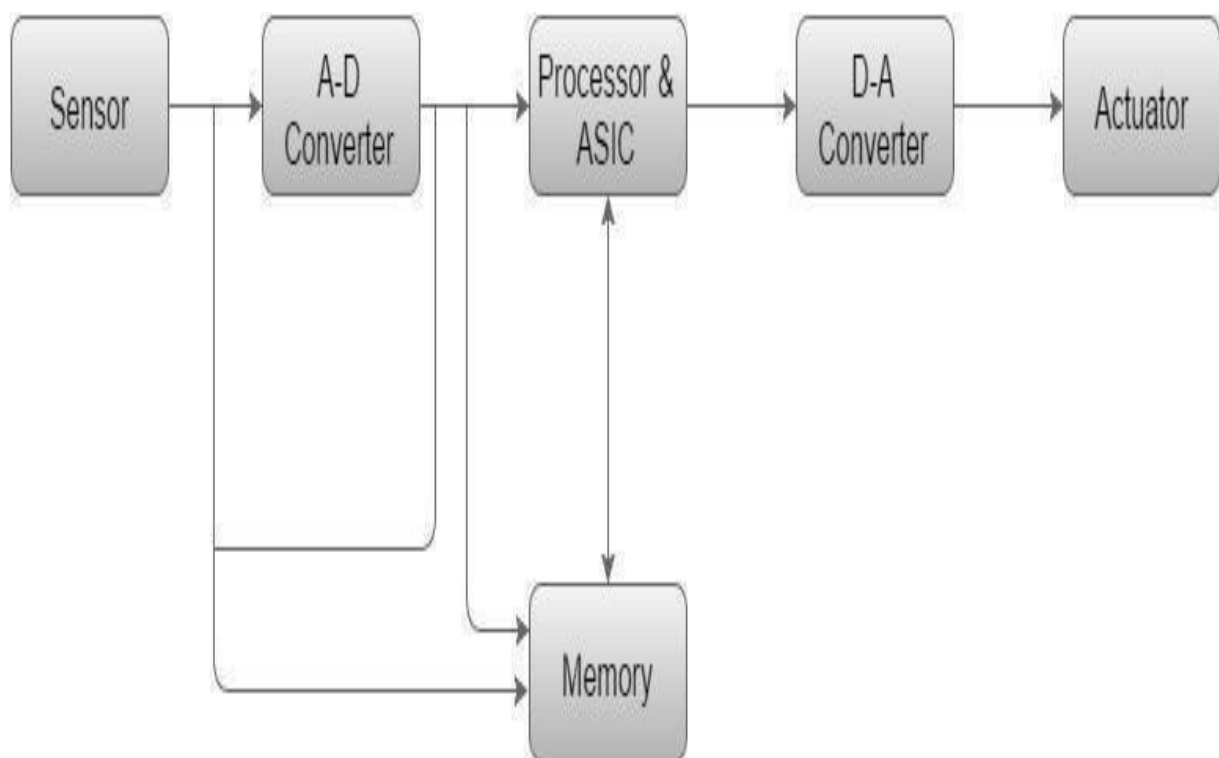 Sensor
A-D
Converter
Processor &
ASIC
D-A
Converter
Actuator
Memory